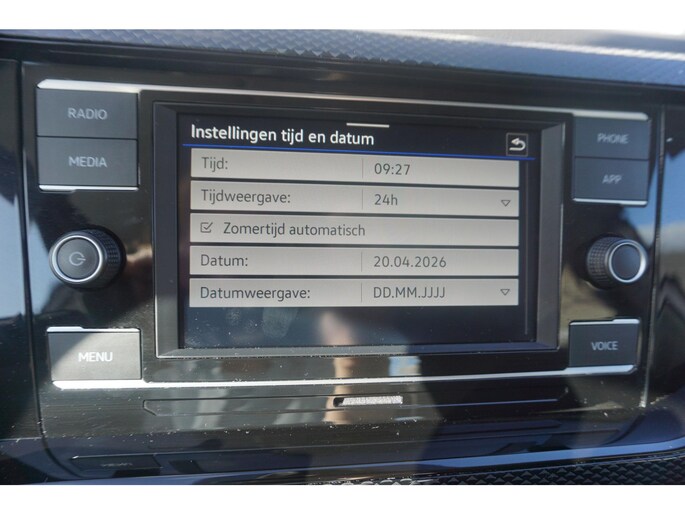 RADIO
MEDIA
MENU
Instellingen tijd en datum
Tijd: 09:27
Tijdweergave: 24h
Zomertijd automatisch
Datum: 20.04.2026
Datumweergave: DD.MM.JJJJ
PHONE
APP
VOICE